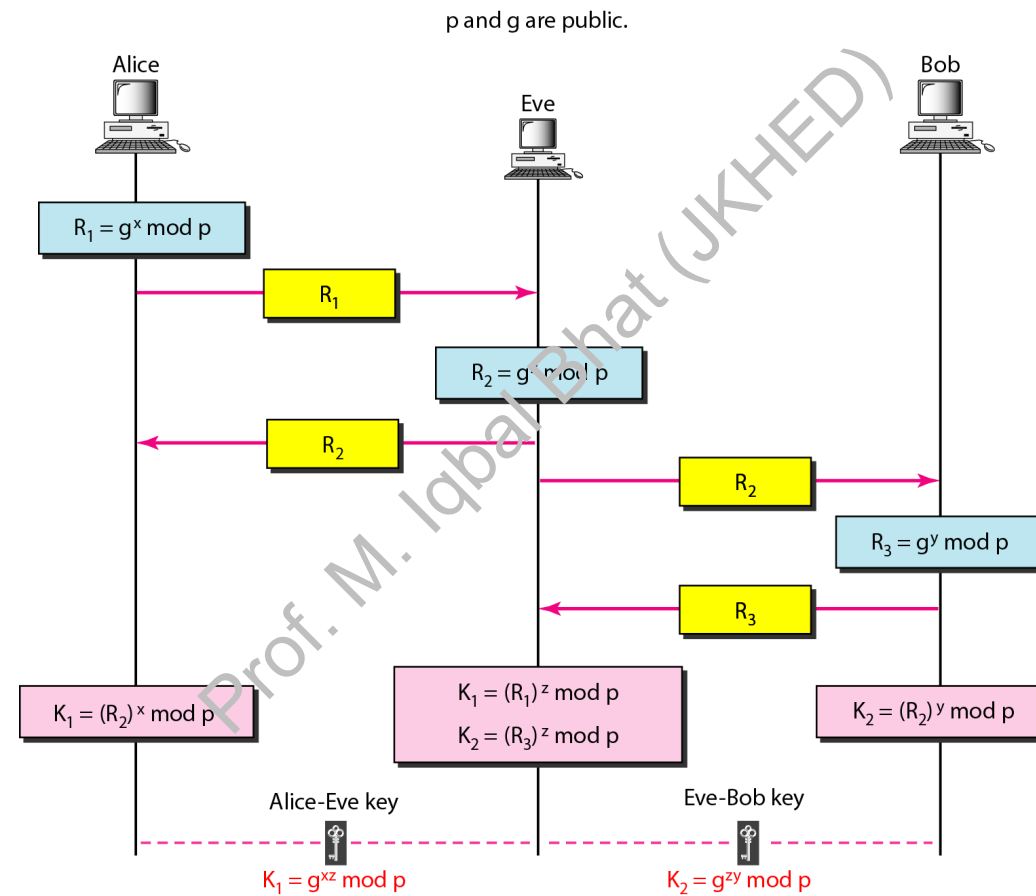 p and g are public.
Alice
Eve
Bob
R₁ = gˣ mod p
R₁
R₂ = g mod p
R₂
R₂
R₃ = gʸ mod p
R₃
K₁ = (R₂)ˣ mod p
K₁ = (R₁)ᶻ mod p
K₂ = (R₃)ᶻ mod p
K₂ = (R₂)ʸ mod p
Alice-Eve key
Eve-Bob key
K₁ = gˣᶻ mod p
K₂ = gᶻʸ mod p
Prof. M. Iqbal Bhat (JKHED)